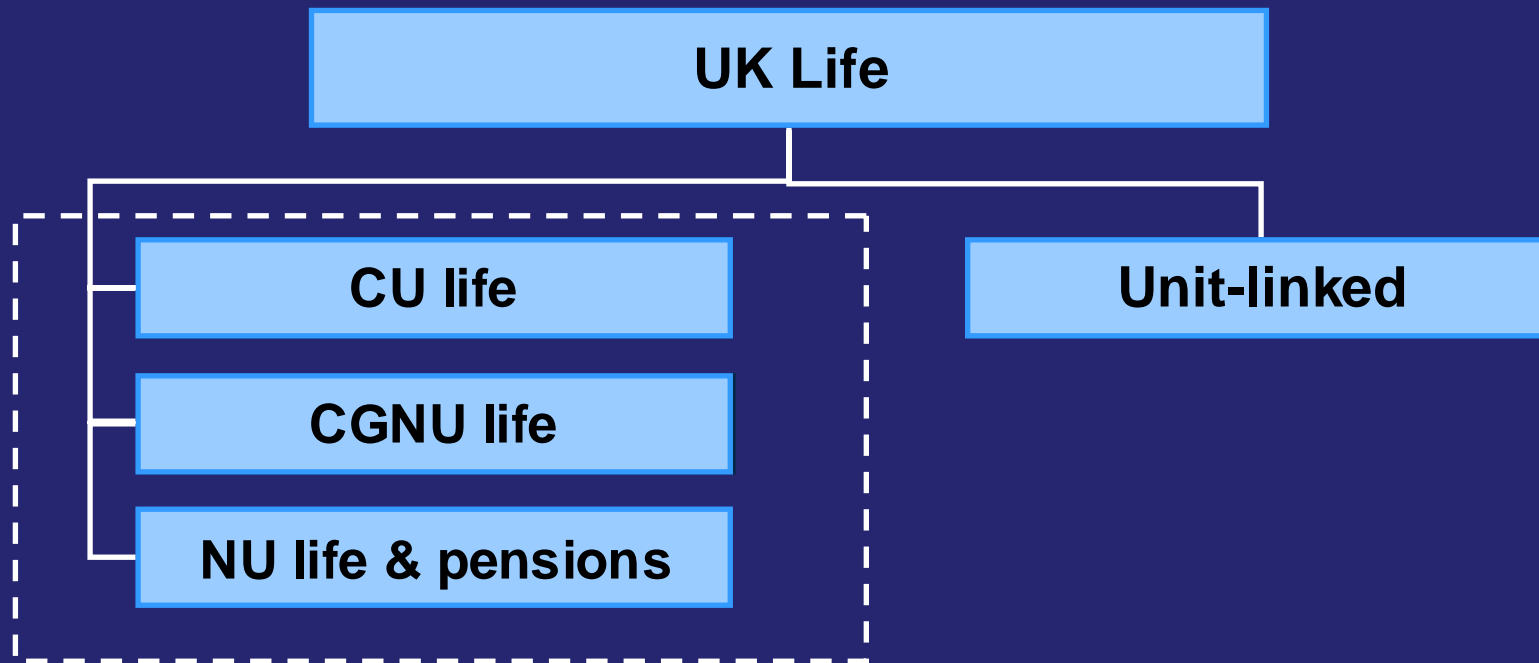 UK Life
CU life
Unit-linked
CGNU life
NU life & pensions